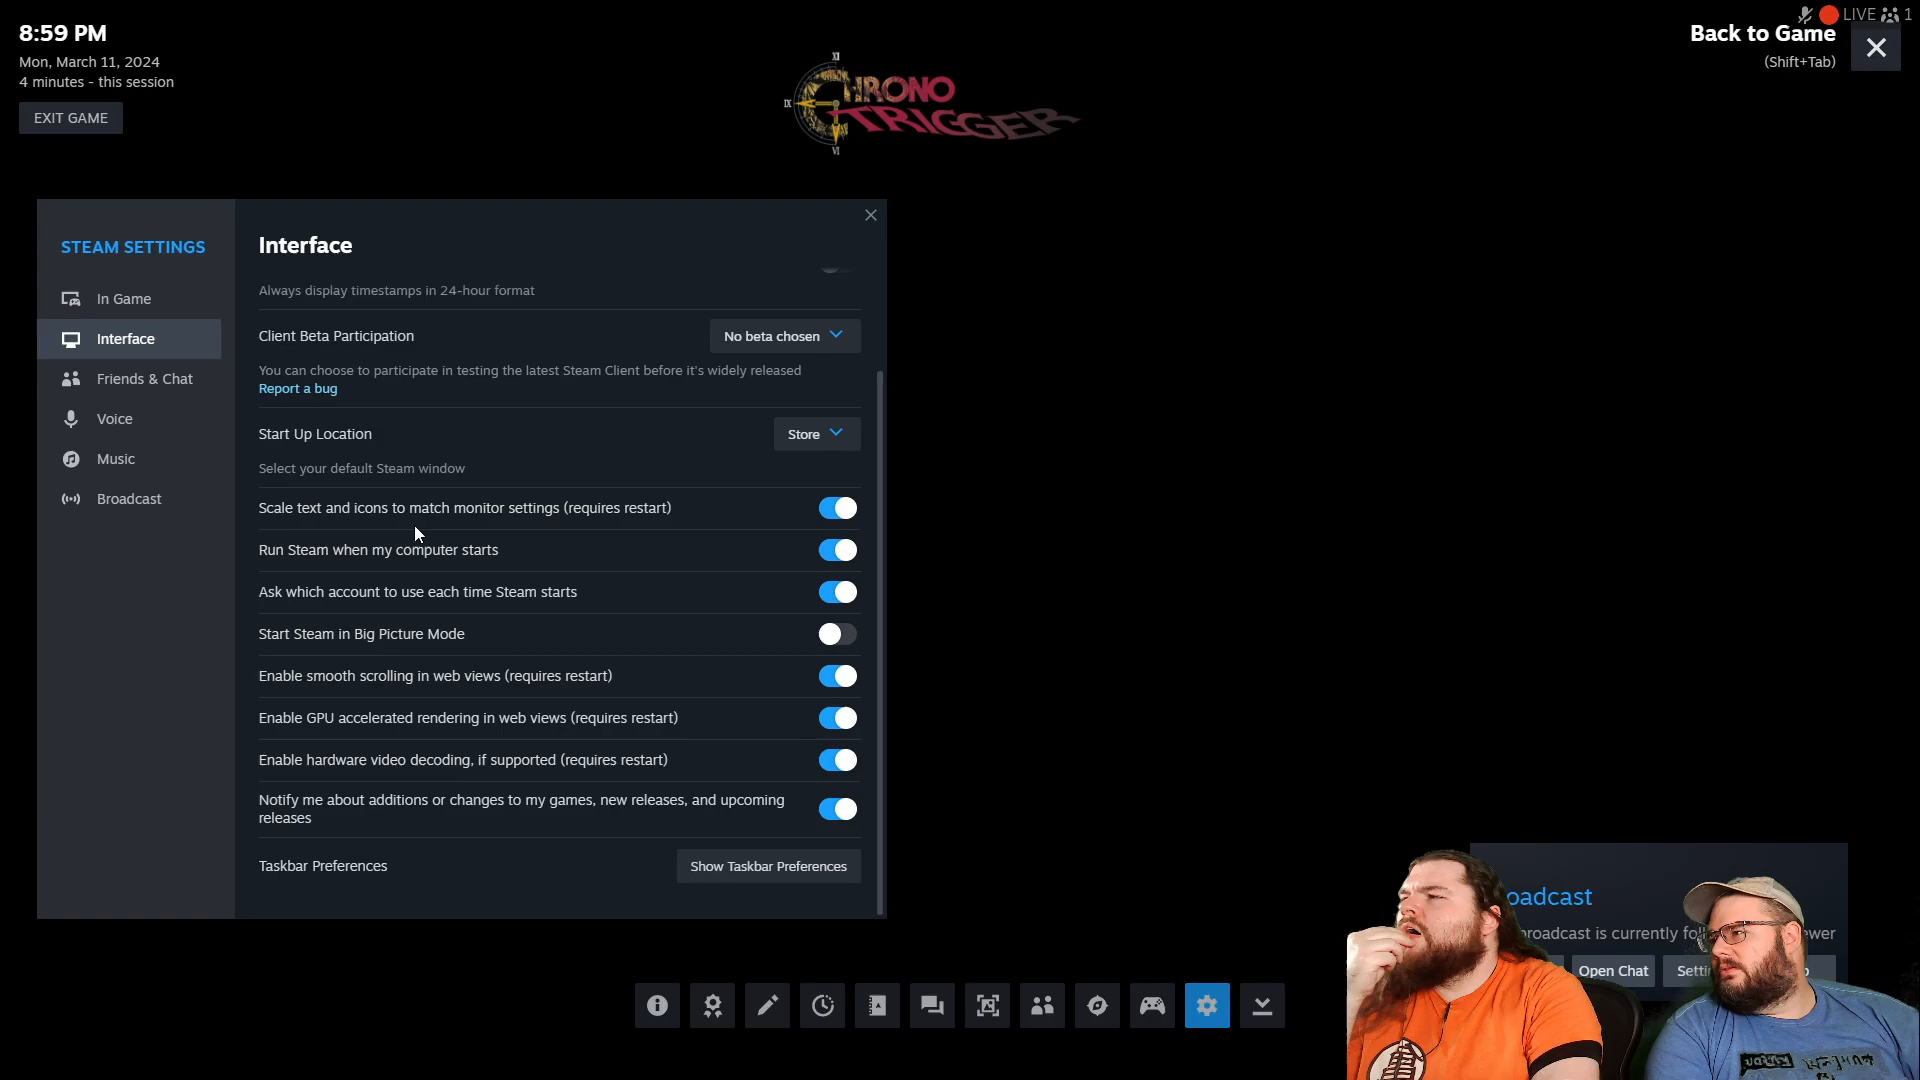 8:59 PM
Mon, March 11, 2024
4 minutes - this session
EXIT GAME
XI
IX
VI
CHRONO
TRIGGER
LIVE 1
Back to Game
(Shift+Tab)
STEAM SETTINGS
In Game
Interface
Friends & Chat
Voice
Music
Broadcast
Interface
Always display timestamps in 24-hour format
Client Beta Participation
No beta chosen
You can choose to participate in testing the latest Steam Client before it's widely released
Report a bug
Start Up Location
Store
Select your default Steam window
Scale text and icons to match monitor settings (requires restart)
Run Steam when my computer starts
Ask which account to use each time Steam starts
Start Steam in Big Picture Mode
Enable smooth scrolling in web views (requires restart)
Enable GPU accelerated rendering in web views (requires restart)
Enable hardware video decoding, if supported (requires restart)
Notify me about additions or changes to my games, new releases, and upcoming
releases
Taskbar Preferences
Show Taskbar Preferences
oadcast
broadcast is currently
Open Chat